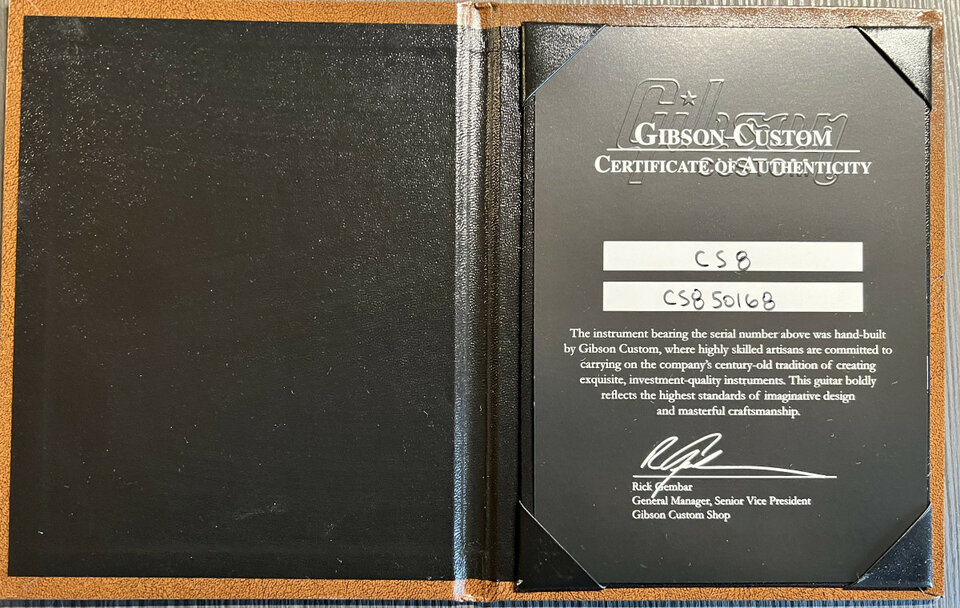 Gibson
CUSTOM
GIBSON CUSTOM
CERTIFICATE OF AUTHENTICITY
CS8
CS850168
The instrument bearing the serial number above was hand-built
by Gibson Custom, where highly skilled artisans are committed to
carrying on the company's century-old tradition of creating
exquisite, investment-quality instruments. This guitar boldly
reflects the highest standards of imaginative design
and masterful craftsmanship.
Rick Gembar
General Manager, Senior Vice President
Gibson Custom Shop